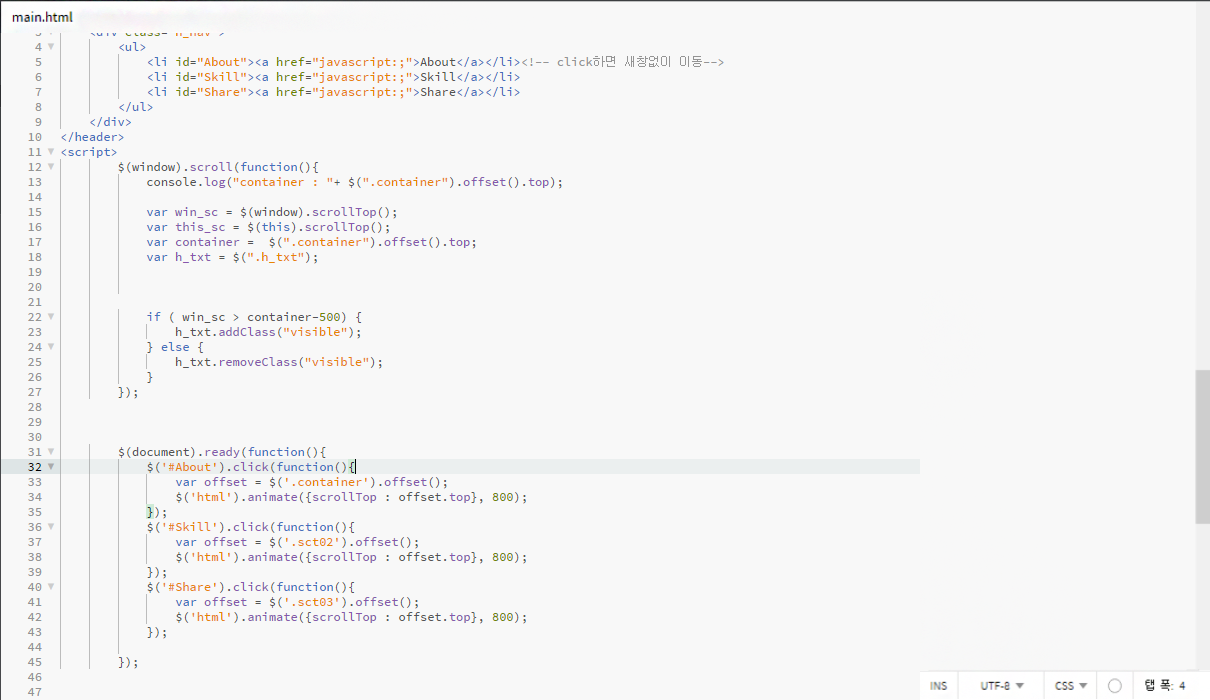 main.html
3 <div class="h_nav">
4 <ul>
5 <li id="About"><a href="javascript:;">About</a></li><!-- click하면 새창없이 이동-->
6 <li id="Skill"><a href="javascript:;">Skill</a></li>
7 <li id="Share"><a href="javascript:;">Share</a></li>
8 </ul>
9 </div>
10 </header>
11 <script>
12 $(window).scroll(function(){
13 console.log("container : "+ $(".container").offset().top);
14
15 var win_sc = $(window).scrollTop();
16 var this_sc = $(this).scrollTop();
17 var container =  $(".container").offset().top;
18 var h_txt = $(".h_txt");
19
20
21
22 if ( win_sc > container-500) {
23 h_txt.addClass("visible");
24 } else {
25 h_txt.removeClass("visible");
26 }
27 });
28
29
30
31 $(document).ready(function(){
32 $('#About').click(function(){
33 var offset = $('.container').offset();
34 $('html').animate({scrollTop : offset.top}, 800);
35 });
36 $('#Skill').click(function(){
37 var offset = $('.sct02').offset();
38 $('html').animate({scrollTop : offset.top}, 800);
39 });
40 $('#Share').click(function(){
41 var offset = $('.sct03').offset();
42 $('html').animate({scrollTop : offset.top}, 800);
43 });
44
45 });
46
47
INS UTF-8 CSS 탭 폭: 4